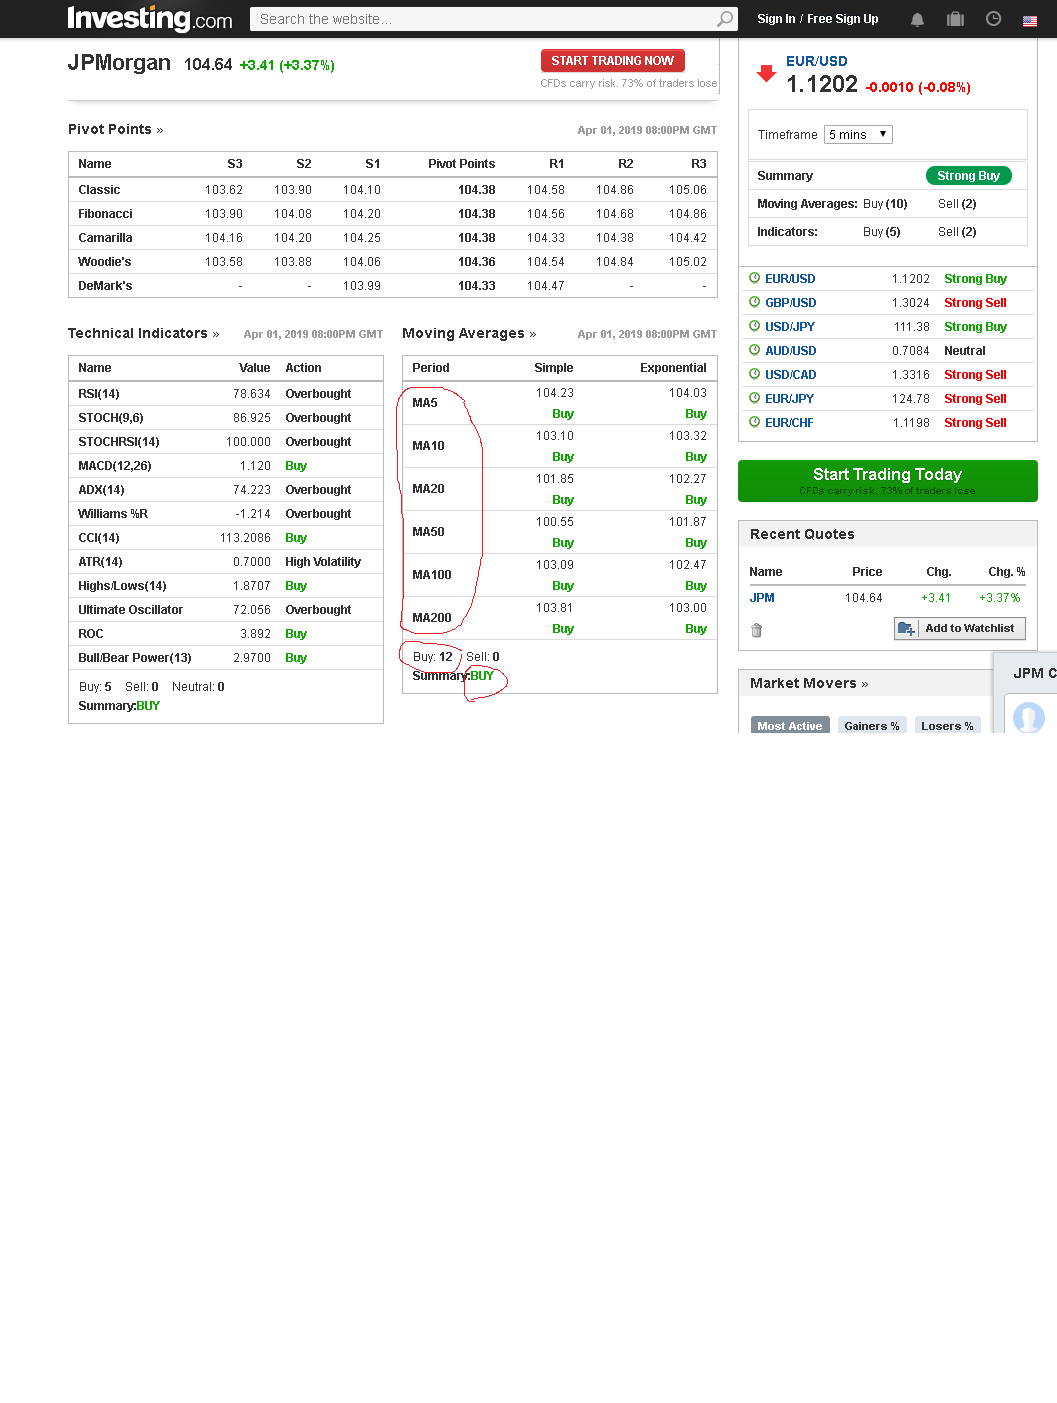 Investing.com Search the website... Sign In / Free Sign Up
JPMorgan 104.64 +3.41 (+3.37%) START TRADING NOW
CFDs carry risk. 73% of traders lose
Pivot Points » Apr 01, 2019 08:00PM GMT
Name S3 S2 S1 Pivot Points R1 R2 R3
Classic 103.62 103.90 104.10 104.38 104.58 104.86 105.06
Fibonacci 103.90 104.08 104.20 104.38 104.56 104.68 104.86
Camarilla 104.16 104.20 104.25 104.38 104.33 104.38 104.42
Woodie's 103.58 103.88 104.06 104.36 104.54 104.84 105.02
DeMark's - - 103.99 104.33 104.47 - -
Technical Indicators » Apr 01, 2019 08:00PM GMT
Name Value Action
RSI(14) 78.634 Overbought
STOCH(9,6) 86.925 Overbought
STOCHRSI(14) 100.000 Overbought
MACD(12,26) 1.120 Buy
ADX(14) 74.223 Overbought
Williams %R -1.214 Overbought
CCI(14) 113.2086 Buy
ATR(14) 0.7000 High Volatility
Highs/Lows(14) 1.8707 Buy
Ultimate Oscillator 72.056 Overbought
ROC 3.892 Buy
Bull/Bear Power(13) 2.9700 Buy
Buy: 5 Sell: 0 Neutral: 0
Summary:BUY
Moving Averages » Apr 01, 2019 08:00PM GMT
Period Simple Exponential
MA5 104.23 104.03
Buy Buy
MA10 103.10 103.32
Buy Buy
MA20 101.85 102.27
Buy Buy
MA50 100.55 101.87
Buy Buy
MA100 103.09 102.47
Buy Buy
MA200 103.81 103.00
Buy Buy
Buy: 12 Sell: 0
Summary:BUY
EUR/USD
1.1202 -0.0010 (-0.08%)
Timeframe 5 mins
Summary Strong Buy
Moving Averages: Buy (10) Sell (2)
Indicators: Buy (5) Sell (2)
EUR/USD 1.1202 Strong Buy
GBP/USD 1.3024 Strong Sell
USD/JPY 111.38 Strong Buy
AUD/USD 0.7084 Neutral
USD/CAD 1.3316 Strong Sell
EUR/JPY 124.78 Strong Sell
EUR/CHF 1.1198 Strong Sell
Start Trading Today
CFDs carry risk. 73% of traders lose
Recent Quotes
Name Price Chg. Chg. %
JPM 104.64 +3.41 +3.37%
Add to Watchlist
Market Movers »
Most Active Gainers % Losers %
JPM C